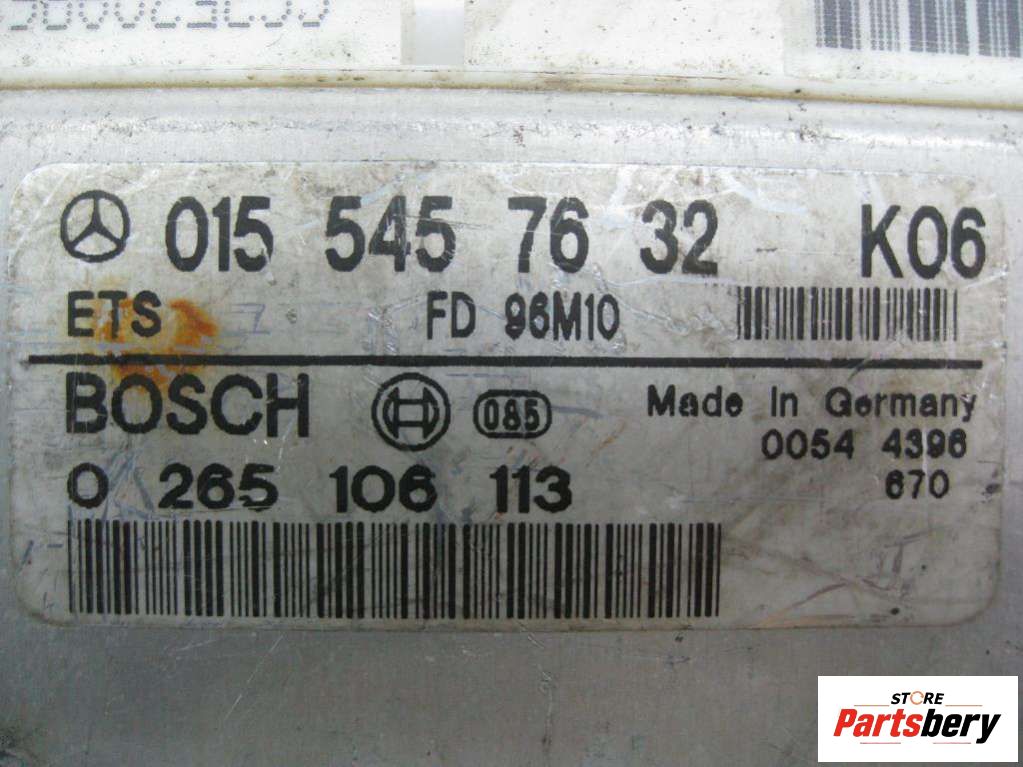 015 545 76 32 K06
ETS FD 96M10
BOSCH 085 Made In Germany
0054 4396
0 265 106 113 670
STORE
Partsbery